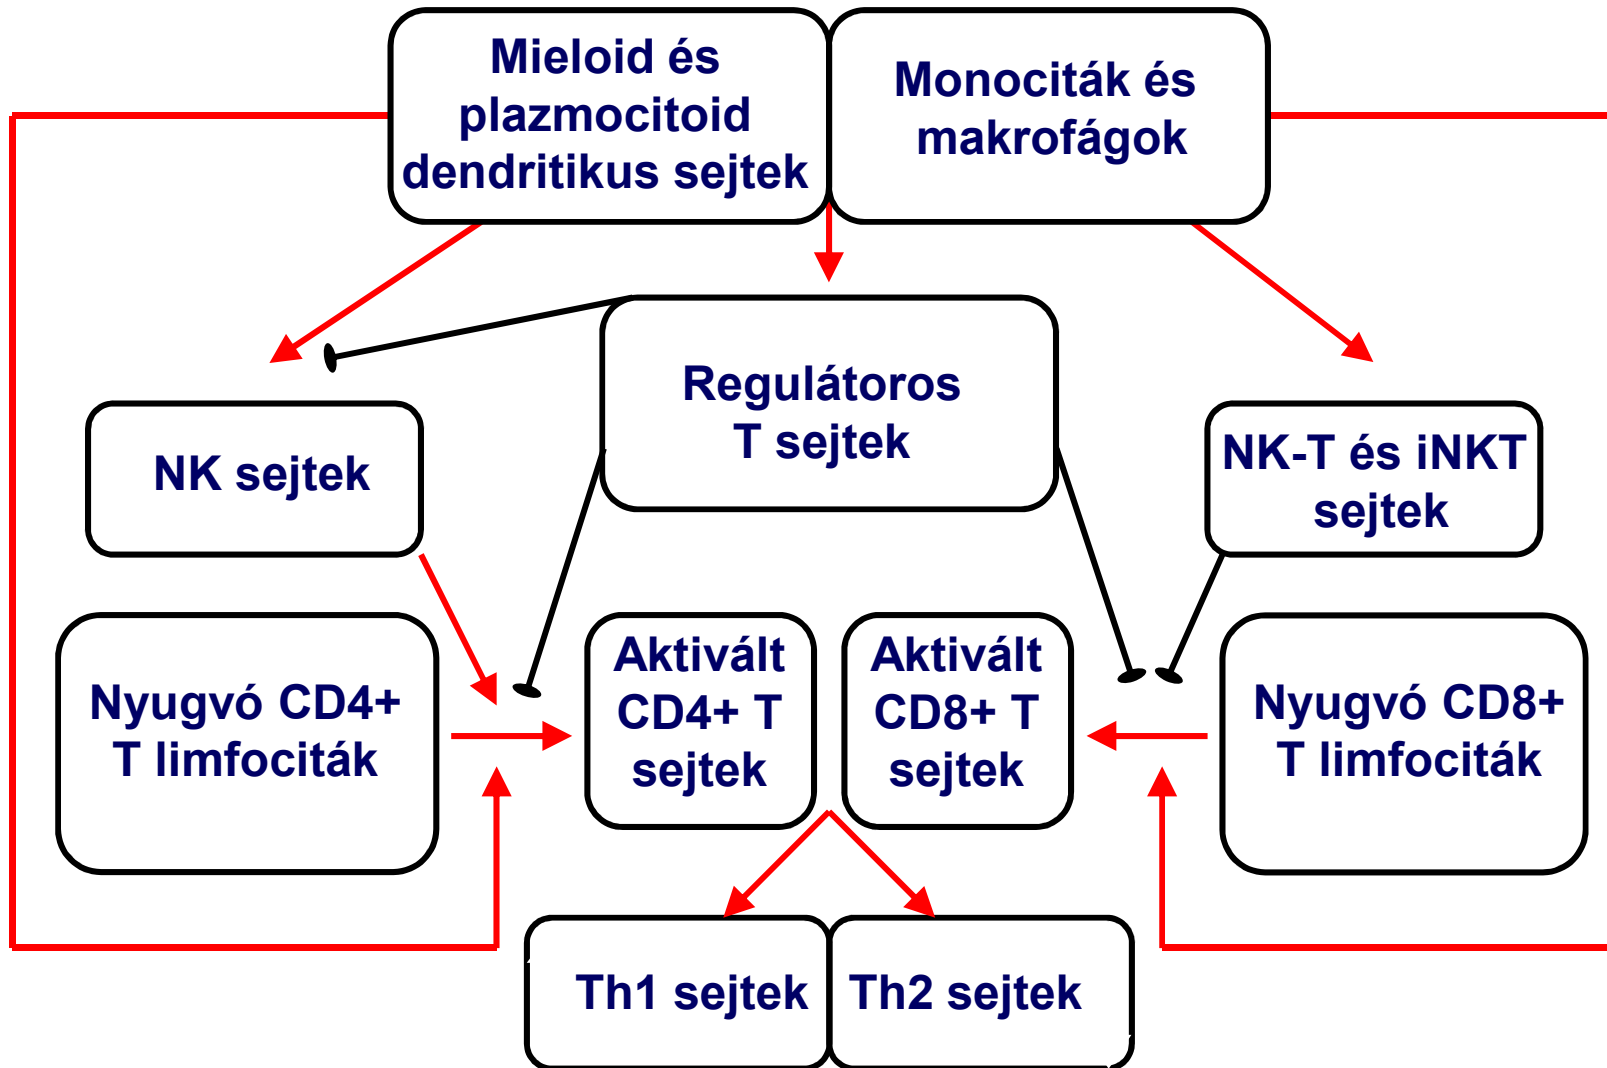 Mieloid és
plazmocitoid
dendritikus sejtek
Monociták és
makrofágok
Regulátoros
T sejtek
NK sejtek
NK-T és iNKT
sejtek
Nyugvó CD4+
T limfociták
Aktivált
CD4+ T
sejtek
Aktivált
CD8+ T
sejtek
Nyugvó CD8+
T limfociták
Th1 sejtek
Th2 sejtek